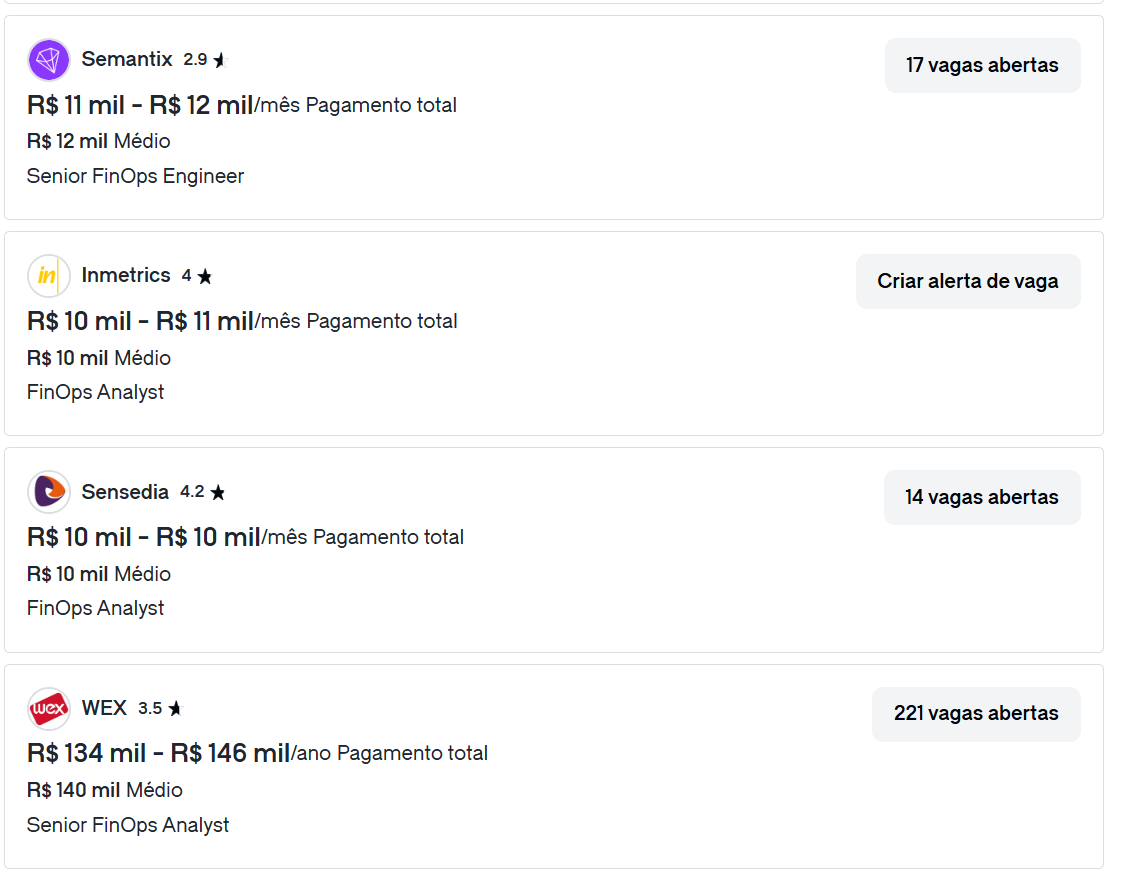 Semantix 2.9 ★
17 vagas abertas
R$ 11 mil – R$ 12 mil/mês Pagamento total
R$ 12 mil Médio
Senior FinOps Engineer
in
Inmetrics 4 ★
Criar alerta de vaga
R$ 10 mil – R$ 11 mil/mês Pagamento total
R$ 10 mil Médio
FinOps Analyst
Sensedia 4.2 ★
14 vagas abertas
R$ 10 mil – R$ 10 mil/mês Pagamento total
R$ 10 mil Médio
FinOps Analyst
wex
WEX 3.5 ★
221 vagas abertas
R$ 134 mil – R$ 146 mil/ano Pagamento total
R$ 140 mil Médio
Senior FinOps Analyst